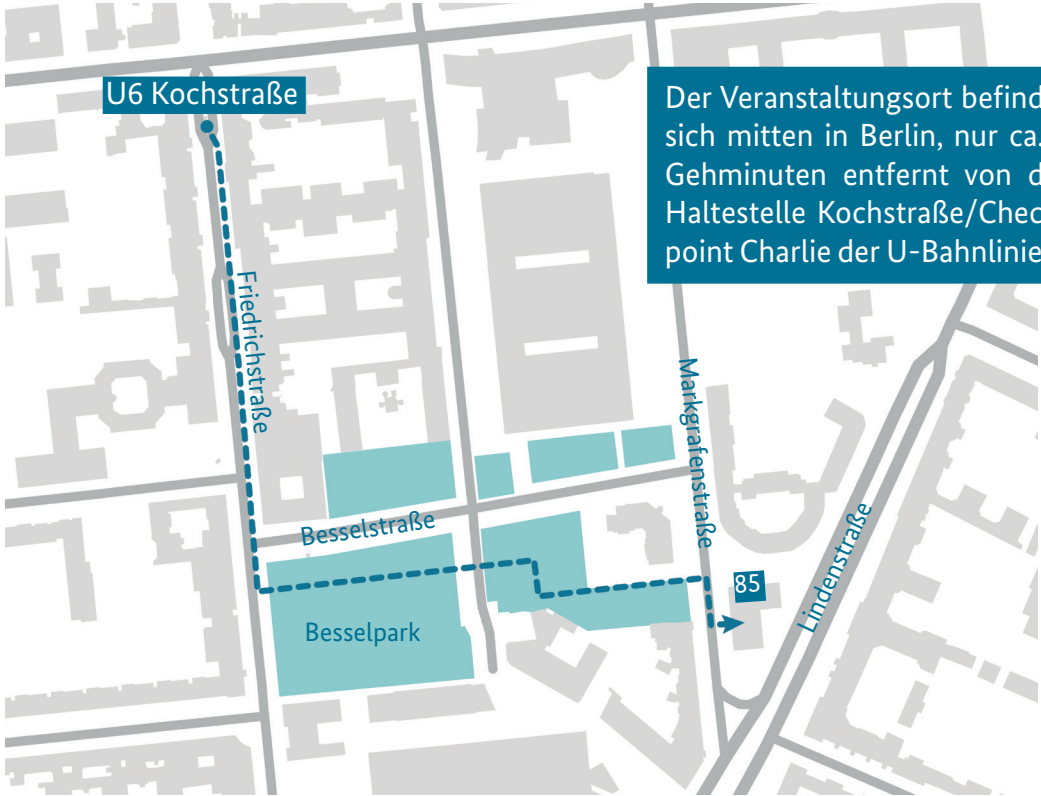 U6 Kochstraße
Der Veranstaltungsort befind
sich mitten in Berlin, nur ca.
Gehminuten entfernt von d
Haltestelle Kochstraße/Chec
point Charlie der U-Bahnlinie
Friedrichstraße
Markgrafenstraße
Besselstraße
Lindenstraße
85
Besselpark